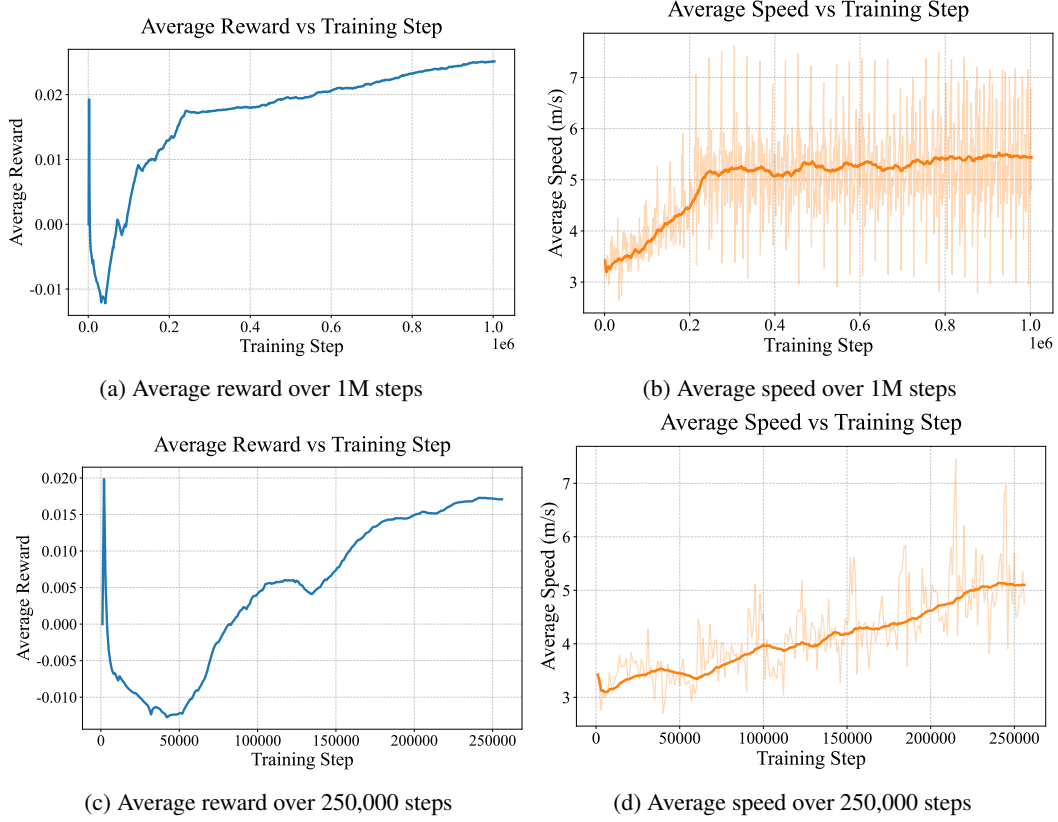 Average Reward vs Training Step
Average Reward
0.02
0.01
0.00
-0.01
0.0 0.2 0.4 0.6 0.8 1.0
Training Step
1e6
(a) Average reward over 1M steps
Average Speed vs Training Step
Average Speed (m/s)
7
6
5
4
3
0.0 0.2 0.4 0.6 0.8 1.0
Training Step
1e6
(b) Average speed over 1M steps
Average Reward vs Training Step
Average Reward
0.020
0.015
0.010
0.005
0.000
-0.005
-0.010
0 50000 100000 150000 200000 250000
Training Step
(c) Average reward over 250,000 steps
Average Speed vs Training Step
Average Speed (m/s)
7
6
5
4
3
0 50000 100000 150000 200000 250000
Training Step
(d) Average speed over 250,000 steps